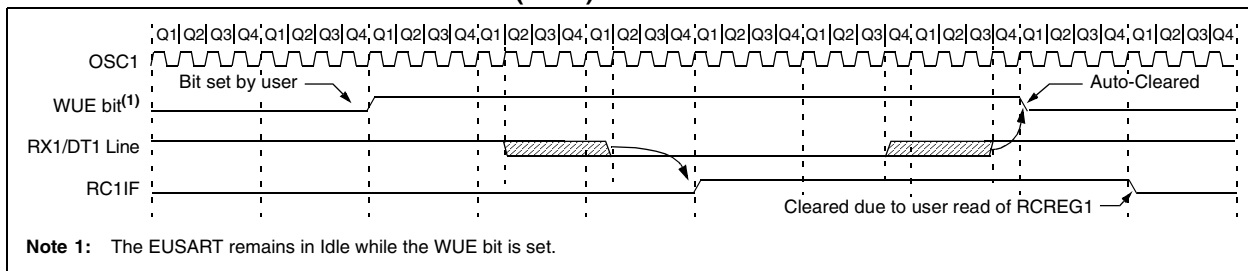 Q1 Q2 Q3 Q4 Q1 Q2 Q3 Q4 Q1 Q2 Q3 Q4 Q1 Q2 Q3 Q4 Q1 Q2 Q3 Q4 Q1 Q2 Q3 Q4 Q1 Q2 Q3 Q4 Q1 Q2 Q3 Q4 Q1 Q2 Q3 Q4 Q1 Q2 Q3 Q4
OSC1
Bit set by user
Auto-Cleared
WUE bit(1)
RX1/DT1 Line
RC1IF
Cleared due to user read of RCREG1
Note 1: The EUSART remains in Idle while the WUE bit is set.